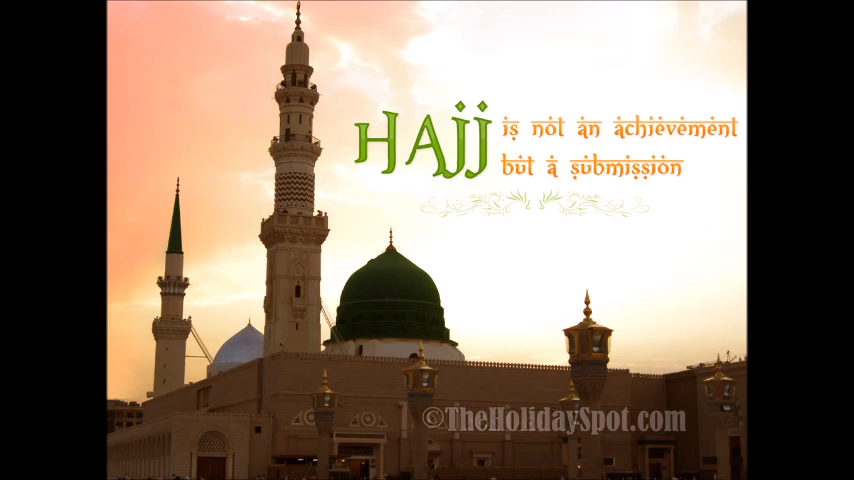 HAJJ is not an achievement
but a submission
©TheHolidaySpot.com